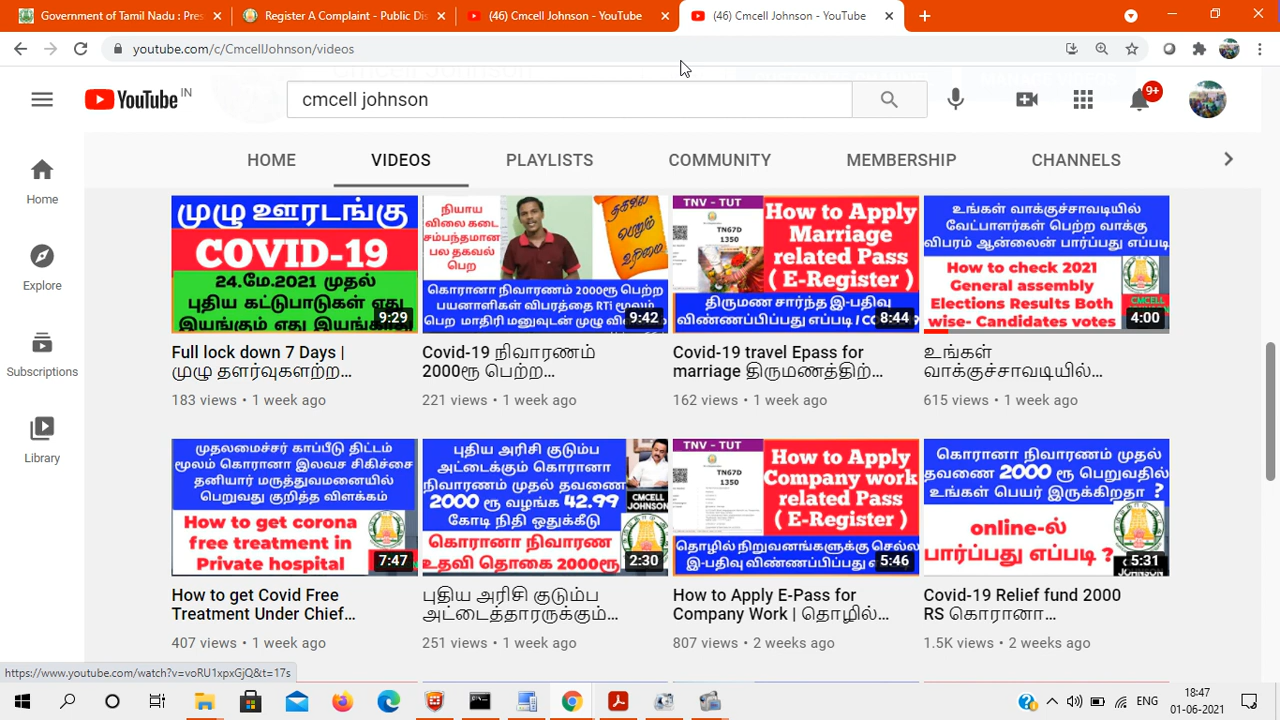 Government of Tamil Nadu : Pres
Register A Complaint - Public Dis
(46) Cmcell Johnson - YouTube
(46) Cmcell Johnson - YouTube
youtube.com/c/CmcellJohnson/videos
YouTube IN
cmcell johnson
9+
HOME VIDEOS PLAYLISTS COMMUNITY MEMBERSHIP CHANNELS
Home
Explore
Subscriptions
Library
முழு ஊரடங்கு
COVID-19
24.மே.2021 முதல்
புதிய கட்டுப்பாடுகள் எது
இயங்கும் எது இயங்காது
9:29
Full lock down 7 Days |
முழு தளர்வுகளற்ற...
183 views • 1 week ago
நியாய
விலை கடை
சம்பந்தமான
பல தகவல்
பெற
தகவல்
பெறும்
உரிமை
கொரோனா நிவாரணம் 2000ரூ பெற்ற
பயனாளிகள் விபரத்தை RTi மூலம்
பெற மாதிரி மனுவுடன் முழு
9:42
Covid-19 நிவாரணம்
2000ரூ பெற்ற...
221 views • 1 week ago
TNV - TUT
TN67D
1350
How to Apply
Marriage
related Pass
( E-Register )
திருமண சார்ந்த இ-பதிவு
விண்ணப்பிப்பது எப்படி
8:44
Covid-19 travel Epass for
marriage திருமணத்திற்...
162 views • 1 week ago
உங்கள் வாக்குச்சாவடியில்
வேட்பாளர்கள் பெற்ற வாக்கு
விபரம் ஆன்லைன் பார்ப்பது எப்படி
How to check 2021
General assembly
Elections Results Both
wise- Candidates votes
CMCELL
4:00
உங்கள்
வாக்குச்சாவடியில்...
615 views • 1 week ago
முதலமைச்சர் காப்பீடு திட்டம்
மூலம் கொரானா இலவச சிகிச்சை
தனியார் மருத்துவமனையில்
பெறுவது குறித்த விளக்கம்
How to get corona
free treatment in
Private hospital
7:47
How to get Covid Free
Treatment Under Chief...
407 views • 1 week ago
புதிய அரிசி குடும்ப
அட்டைக்கும் கொரானா
நிவாரணம் முதல் தவணை
2000 ரூ வழங்க 42.99
கோடி நிதி ஒதுக்கீடு
கொரானா நிவாரண
உதவி தொகை 2000ரூ
CMCELL
JOHNSON
2:30
புதிய அரிசி குடும்ப
அட்டைத்தாரருக்கும்...
251 views • 1 week ago
TNV - TUT
TN67D
1350
How to Apply
Company work
related Pass
( E-Register )
தொழில் நிறுவனங்களுக்கு செல்ல
இ-பதிவு விண்ணப்பிப்பது எப்படி
5:46
How to Apply E-Pass for
Company Work | தொழில்...
807 views • 2 weeks ago
கொரானா நிவாரணம் முதல்
தவணை 2000 ரூ பெறுவதில்
உங்கள் பெயர் இருக்கிறதா ?
online-ல்
பார்ப்பது எப்படி ?
JOHNSON
5:31
Covid-19 Relief fund 2000
RS கொரானா...
1.5K views • 2 weeks ago
https://www.youtube.com/watch?v=voRU1xpxGjQ&t=17s
ENG
18:47
01-06-2021